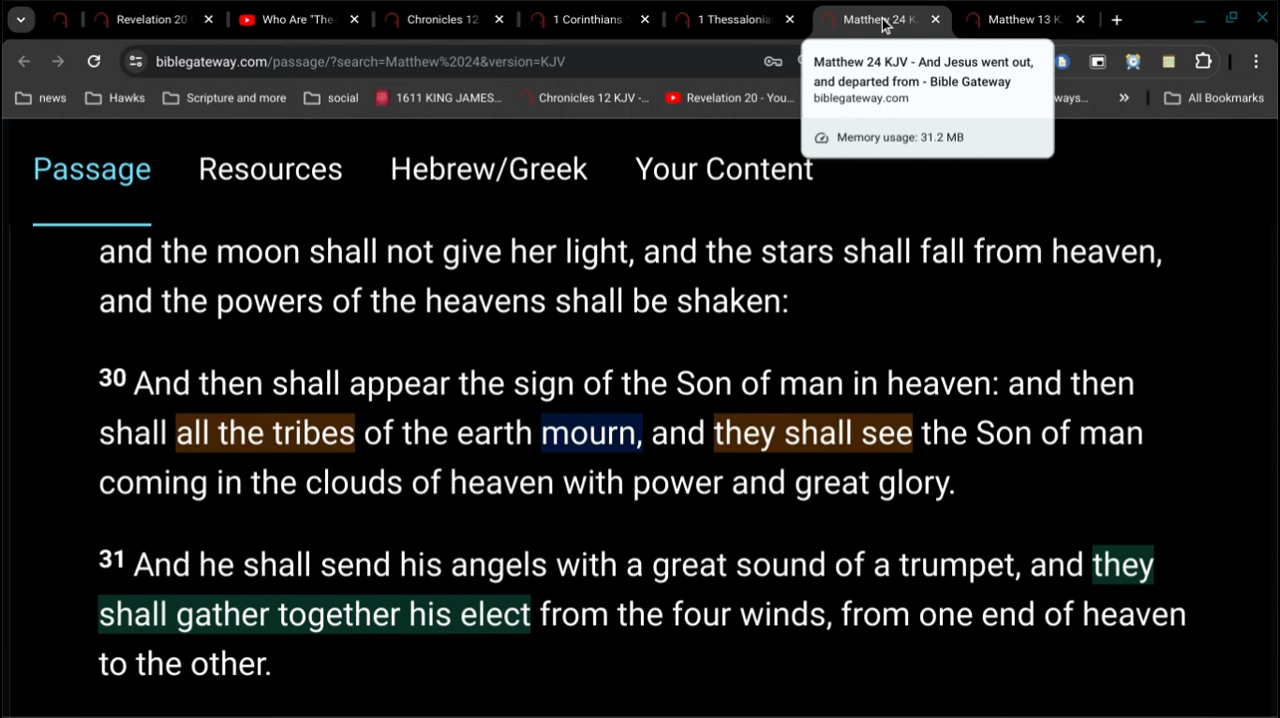 Revelation 20
Who Are "The
Chronicles 12
1 Corinthians
1 Thessalonia
Matthew 24 K
Matthew 13 K
biblegateway.com/passage/?search=Matthew%2024&version=KJV
Matthew 24 KJV - And Jesus went out,
and departed from - Bible Gateway
biblegateway.com
Memory usage: 31.2 MB
news
Hawks
Scripture and more
social
1611 KING JAMES...
Chronicles 12 KJV -...
Revelation 20 - You...
ways...
All Bookmarks
Passage
Resources
Hebrew/Greek
Your Content
and the moon shall not give her light, and the stars shall fall from heaven,
and the powers of the heavens shall be shaken:
30 And then shall appear the sign of the Son of man in heaven: and then
shall all the tribes of the earth mourn, and they shall see the Son of man
coming in the clouds of heaven with power and great glory.
31 And he shall send his angels with a great sound of a trumpet, and they
shall gather together his elect from the four winds, from one end of heaven
to the other.